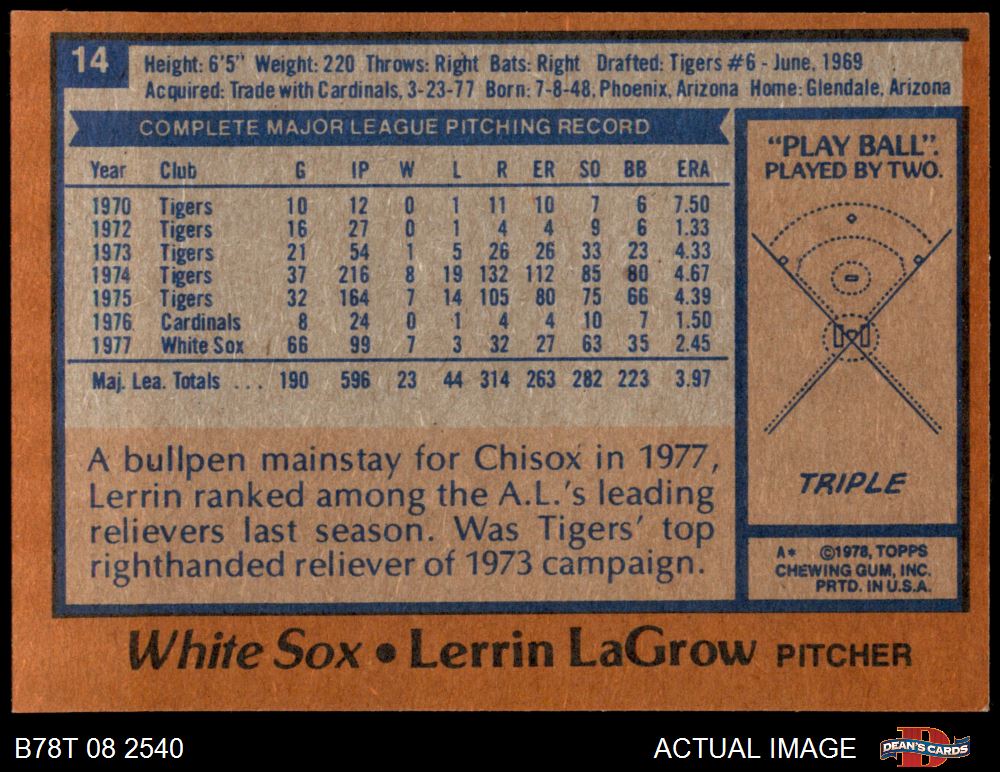 14
Height: 6'5" Weight: 220 Throws: Right Bats: Right Drafted: Tigers #6 - June, 1969
Acquired: Trade with Cardinals, 3-23-77 Born: 7-8-48, Phoenix, Arizona Home: Glendale, Arizona
COMPLETE MAJOR LEAGUE PITCHING RECORD
Year Club G IP W L R ER SO BB ERA
1970 Tigers 10 12 0 1 11 10 7 6 7.50
1972 Tigers 16 27 0 1 4 4 9 6 1.33
1973 Tigers 21 54 1 5 26 26 33 23 4.33
1974 Tigers 37 216 8 19 132 112 85 80 4.67
1975 Tigers 32 164 7 14 105 80 75 66 4.39
1976 Cardinals 8 24 0 1 4 4 10 7 1.50
1977 White Sox 66 99 7 3 32 27 63 35 2.45
Maj. Lea. Totals ... 190 596 23 44 314 263 282 223 3.97
A bullpen mainstay for Chisox in 1977,
Lerrin ranked among the A.L.'s leading
relievers last season. Was Tigers' top
righthanded reliever of 1973 campaign.
"PLAY BALL".
PLAYED BY TWO.
TRIPLE
A* ©1978, TOPPS
CHEWING GUM, INC.
PRTD. IN U.S.A.
White Sox • Lerrin LaGrow PITCHER
B78T 08 2540
ACTUAL IMAGE
D
DEAN'S CARDS